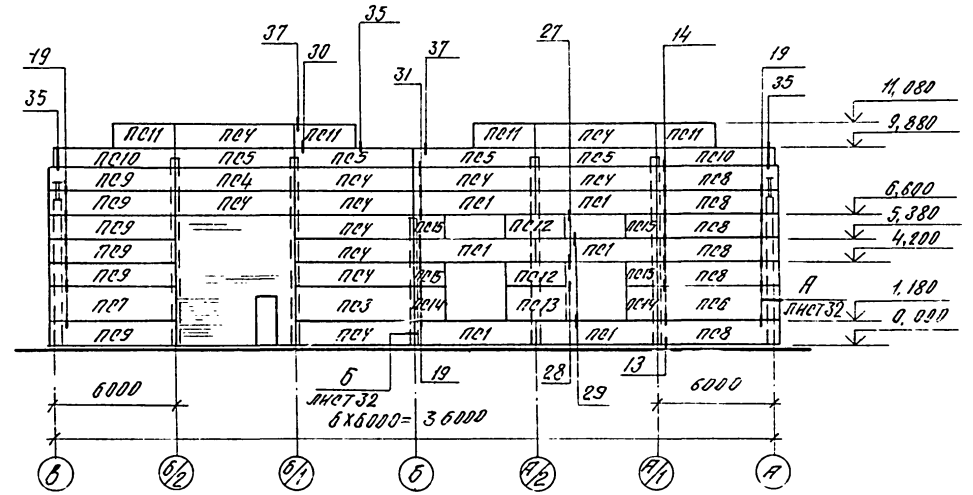 35
37 27 14
19 30 37 19
31
35 35
11,080
9,880
ПС11 ПС4 ПС11 ПС11 ПС4 ПС11
ПС10 ПС5 ПС5 ПС5 ПС5 ПС10
ПС9 ПС4 ПС4 ПС4 ПС4 ПС8
ПС9 ПС4 ПС4 ПС1 ПС1 ПС8
6,600
ПС9 ПС4 ПС15 ПС12 ПС15 ПС8
5,380
ПС9 ПС4 ПС1 ПС1 ПС8
4,200
ПС9 ПС4 ПС15 ПС12 ПС15 ПС8
А
ЛИСТ 32
1,180
ПС7 ПС3 ПС14 ПС13 ПС14 ПС6
0,000
ПС9 ПС4 ПС1 ПС1 ПС8
Б
ЛИСТ 32
19 28 29 13
6000 6000
6×6000= 36000
В Б/2 Б/1 Б А/2 А/1 А